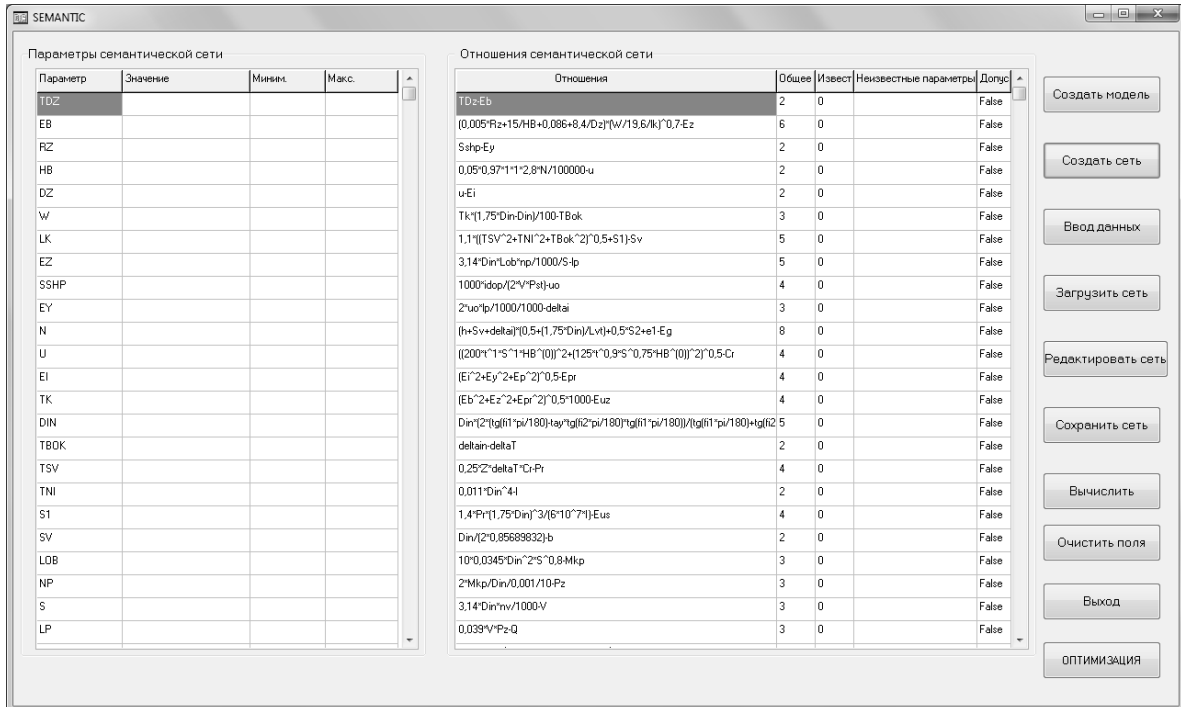 SEMANTIC
Параметры семантической сети
Параметр Значение Миним. Макс.
TDZ
EB
RZ
HB
DZ
W
LK
EZ
SSHP
EY
N
U
EI
TK
DIN
TBOK
TSV
TNI
S1
SV
LOB
NP
S
LP
Отношения семантической сети
Отношения Общее Извест Неизвестные параметры Допус
TDz-Eb 2 0 False
(0,005*Rz+15/HB+0,086+8,4/Dz)*(W/19,6/lk)^0,7-Ez 6 0 False
Sshp-Ey 2 0 False
0,05*0,97*1*1*2,8*N/100000-u 2 0 False
u-Ei 2 0 False
Tk*(1,75*Din-Din)/100-TBok 3 0 False
1,1*((TSV^2+TNI^2+TBok^2)^0,5+S1)-Sv 5 0 False
3,14*Din*Lob*np/1000/S-lp 5 0 False
1000*idop/(2*V*Pst)-uo 4 0 False
2*uo*lp/1000/1000-deltai 3 0 False
(h+Sv+deltai)*(0,5+(1,75*Din)/Lvt)+0,5*S2+e1-Eg 8 0 False
((200*t^1*S^1*HB^(0))^2+(125*t^0,9*S^0,75*HB^(0))^2)^0,5-Cr 4 0 False
(Ei^2+Ey^2+Ep^2)^0,5-Epr 4 0 False
(Eb^2+Ez^2+Epr^2)^0,5*1000-Euz 4 0 False
Din*(2*(tg(fi1*pi/180)-tay*tg(fi2*pi/180)*tg(fi1*pi/180))/(tg(fi1*pi/180)+tg(fi2 5 0 False
deltain-deltaT 2 0 False
0,25*Z*deltaT*Cr-Pr 4 0 False
0,011*Din^4-I 2 0 False
1,4*Pr*(1,75*Din)^3/(6*10^7*I)-Eus 4 0 False
Din/(2*0,85689832)-b 2 0 False
10*0,0345*Din^2*S^0,8-Mkp 3 0 False
2*Mkp/Din/0,001/10-Pz 3 0 False
3,14*Din*nv/1000-V 3 0 False
0,039*V*Pz-Q 3 0 False
Создать модель
Создать сеть
Ввод данных
Загрузить сеть
Редактировать сеть
Сохранить сеть
Вычислить
Очистить поля
Выход
ОПТИМИЗАЦИЯ